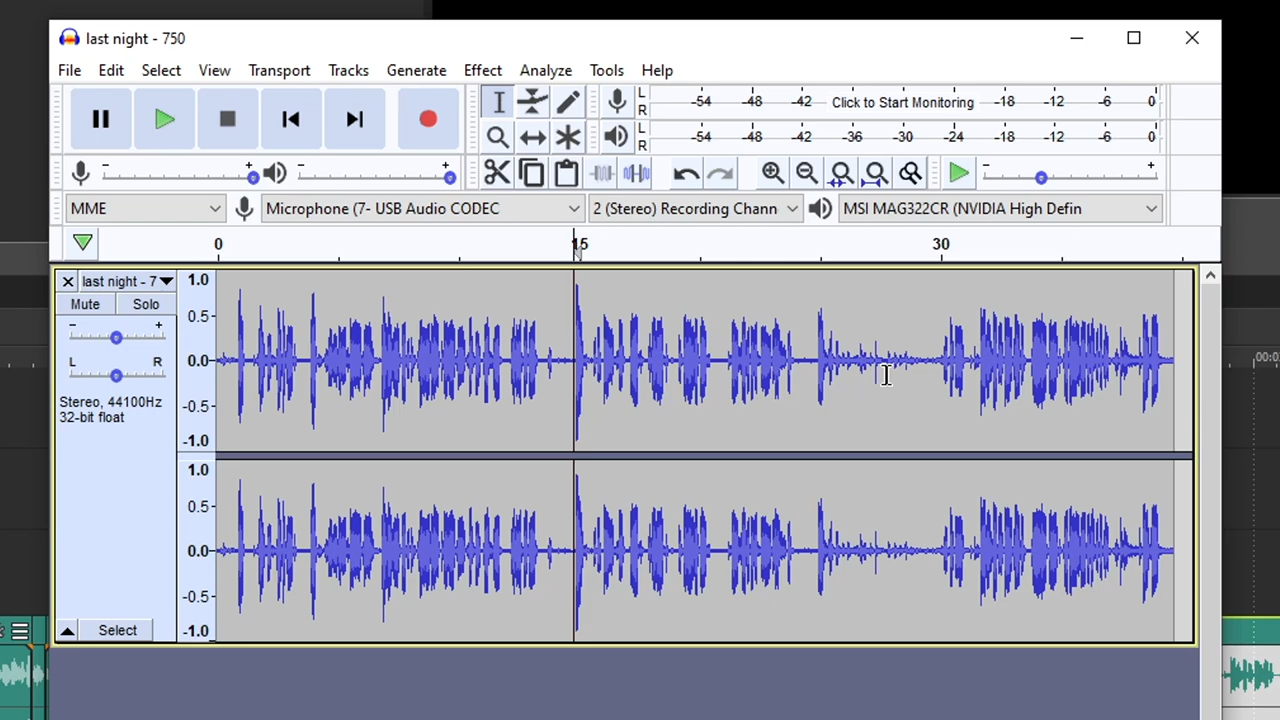 last night - 750
File Edit Select View Transport Tracks Generate Effect Analyze Tools Help
L R -54 -48 -42 Click to Start Monitoring -18 -12 -6 0
L R -54 -48 -42 -36 -30 -24 -18 -12 -6 0
- + - + - +
MME Microphone (7- USB Audio CODEC 2 (Stereo) Recording Chann MSI MAG322CR (NVIDIA High Defin
0 15 30
last night - 7
Mute Solo
- +
L R
Stereo, 44100Hz
32-bit float
1.0
0.5
0.0
-0.5
-1.0
1.0
0.5
0.0
-0.5
-1.0
Select